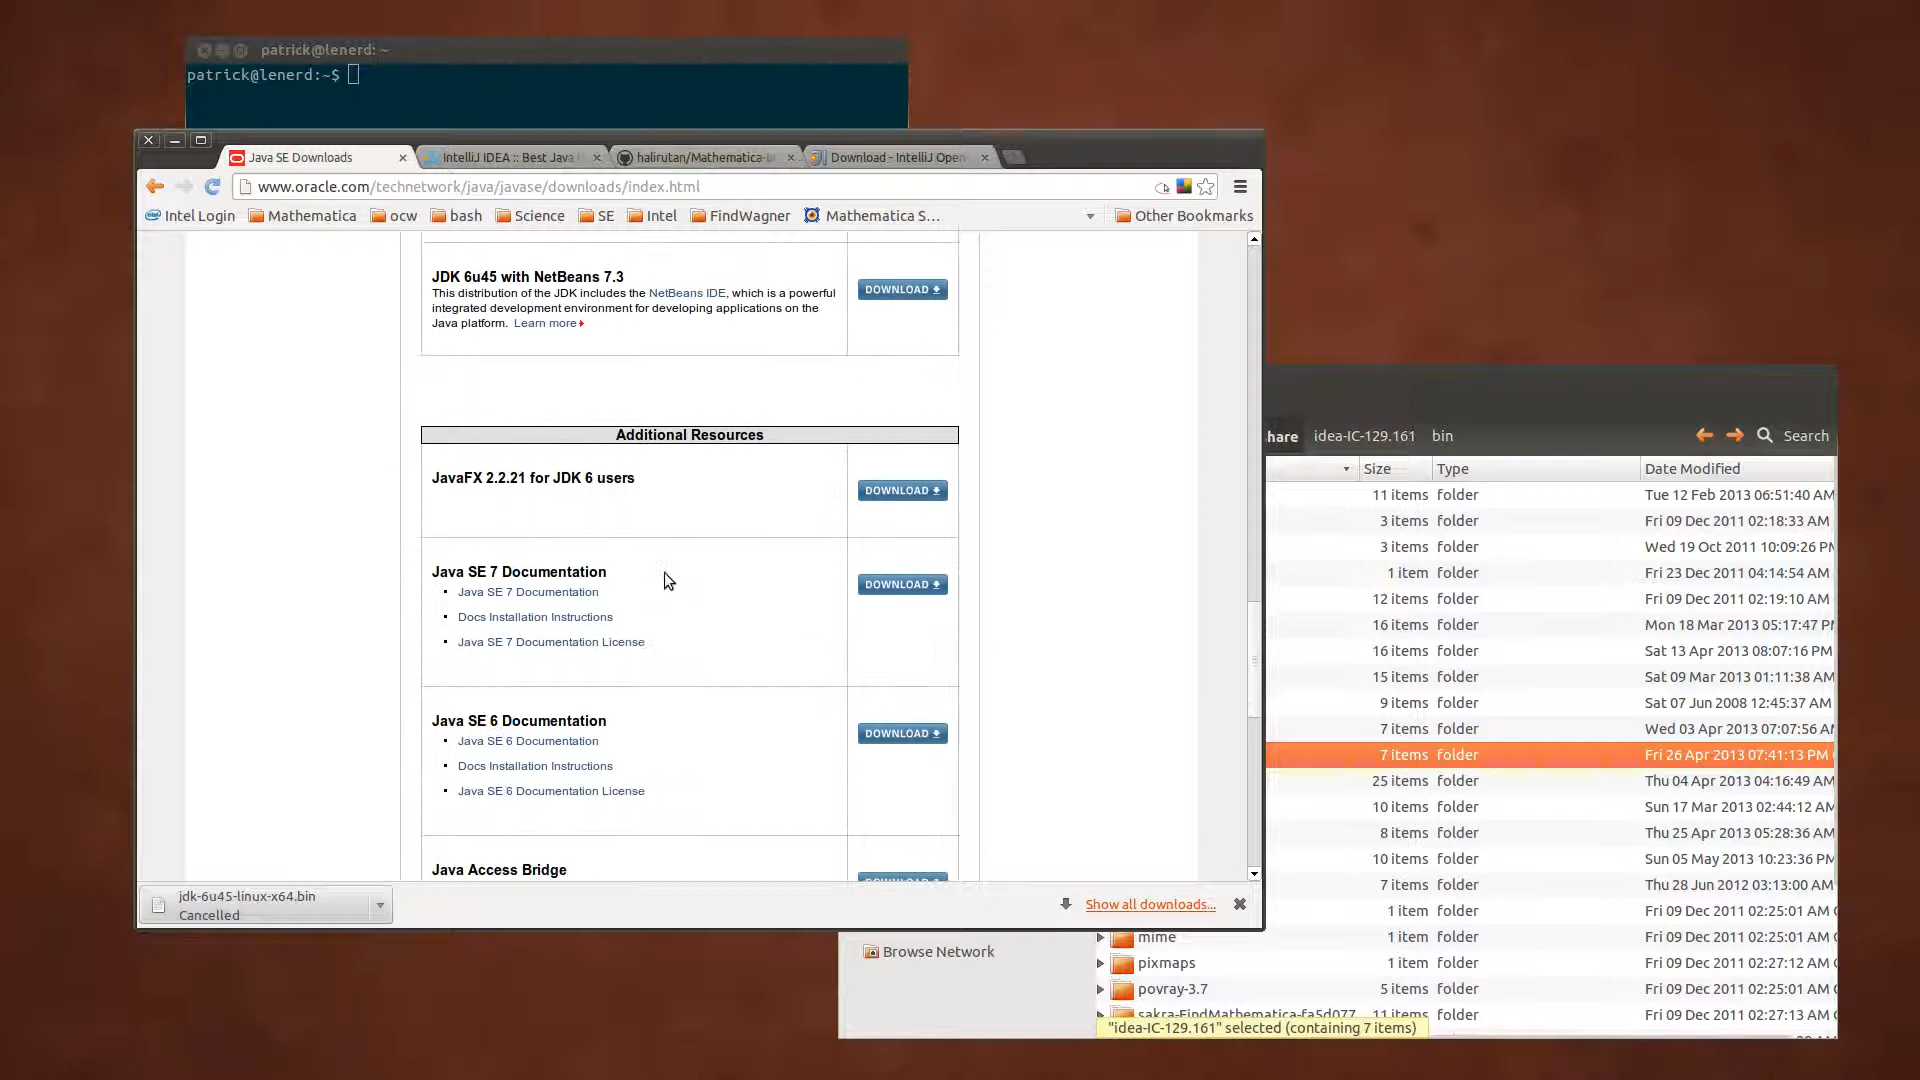 patrick@lenerd: ~
patrick@lenerd:~$
Java SE Downloads
IntelliJ IDEA :: Best Java
halirutan/Mathematica-
Download - IntelliJ Open
www.oracle.com/technetwork/java/javase/downloads/index.html
Intel Login
Mathematica
ocw
bash
Science
SE
Intel
FindWagner
Mathematica S...
Other Bookmarks
JDK 6u45 with NetBeans 7.3
This distribution of the JDK includes the NetBeans IDE, which is a powerful
integrated development environment for developing applications on the
Java platform. Learn more
DOWNLOAD
Additional Resources
JavaFX 2.2.21 for JDK 6 users
DOWNLOAD
Java SE 7 Documentation
Java SE 7 Documentation
Docs Installation Instructions
Java SE 7 Documentation License
DOWNLOAD
Java SE 6 Documentation
Java SE 6 Documentation
Docs Installation Instructions
Java SE 6 Documentation License
DOWNLOAD
Java Access Bridge
DOWNLOAD
jdk-6u45-linux-x64.bin
Cancelled
Show all downloads...
hare
idea-IC-129.161
bin
Search
Size Type Date Modified
11 items folder Tue 12 Feb 2013 06:51:40 AM
3 items folder Fri 09 Dec 2011 02:18:33 AM
3 items folder Wed 19 Oct 2011 10:09:26 PM
1 item folder Fri 23 Dec 2011 04:14:54 AM
12 items folder Fri 09 Dec 2011 02:19:10 AM
16 items folder Mon 18 Mar 2013 05:17:47 PM
16 items folder Sat 13 Apr 2013 08:07:16 PM
15 items folder Sat 09 Mar 2013 01:11:38 AM
9 items folder Sat 07 Jun 2008 12:45:37 AM
7 items folder Wed 03 Apr 2013 07:07:56 AM
7 items folder Fri 26 Apr 2013 07:41:13 PM
25 items folder Thu 04 Apr 2013 04:16:49 AM
10 items folder Sun 17 Mar 2013 02:44:12 AM
8 items folder Thu 25 Apr 2013 05:28:36 AM
10 items folder Sun 05 May 2013 10:23:36 PM
7 items folder Thu 28 Jun 2012 03:13:00 AM
1 item folder Fri 09 Dec 2011 02:25:01 AM
mime 1 item folder Fri 09 Dec 2011 02:25:01 AM
pixmaps 1 item folder Fri 09 Dec 2011 02:27:12 AM
povray-3.7 5 items folder Fri 09 Dec 2011 02:25:01 AM
sakra-FindMathematica-fa5d077 11 items folder Fri 09 Dec 2011 02:27:13 AM
Browse Network
"idea-IC-129.161" selected (containing 7 items)